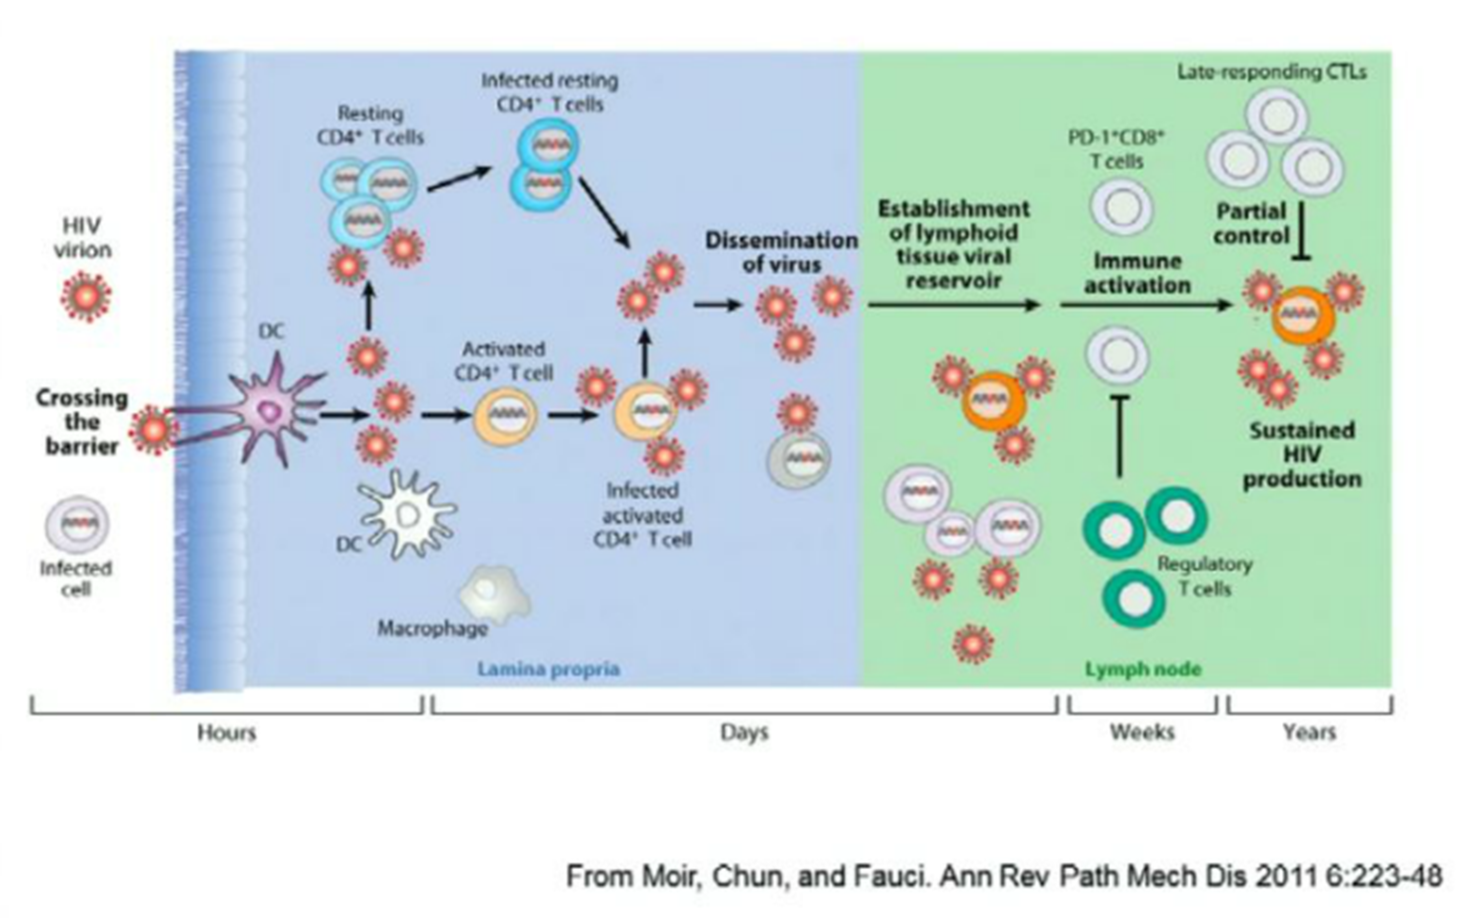 HIV
virion
Crossing
the
barrier
Infected
cell
DC
Resting
CD4⁺ T cells
Infected resting
CD4⁺ T cells
Activated
CD4⁺ T cell
DC
Macrophage
Infected
activated
CD4⁺ T cell
Dissemination
of virus
Lamina propria
Establishment
of lymphoid
tissue viral
reservoir
PD-1⁺CD8⁺
T cells
Immune
activation
Late-responding CTLs
Partial
control
Sustained
HIV
production
Regulatory
T cells
Lymph node
Hours
Days
Weeks
Years
From Moir, Chun, and Fauci. Ann Rev Path Mech Dis 2011 6:223-48